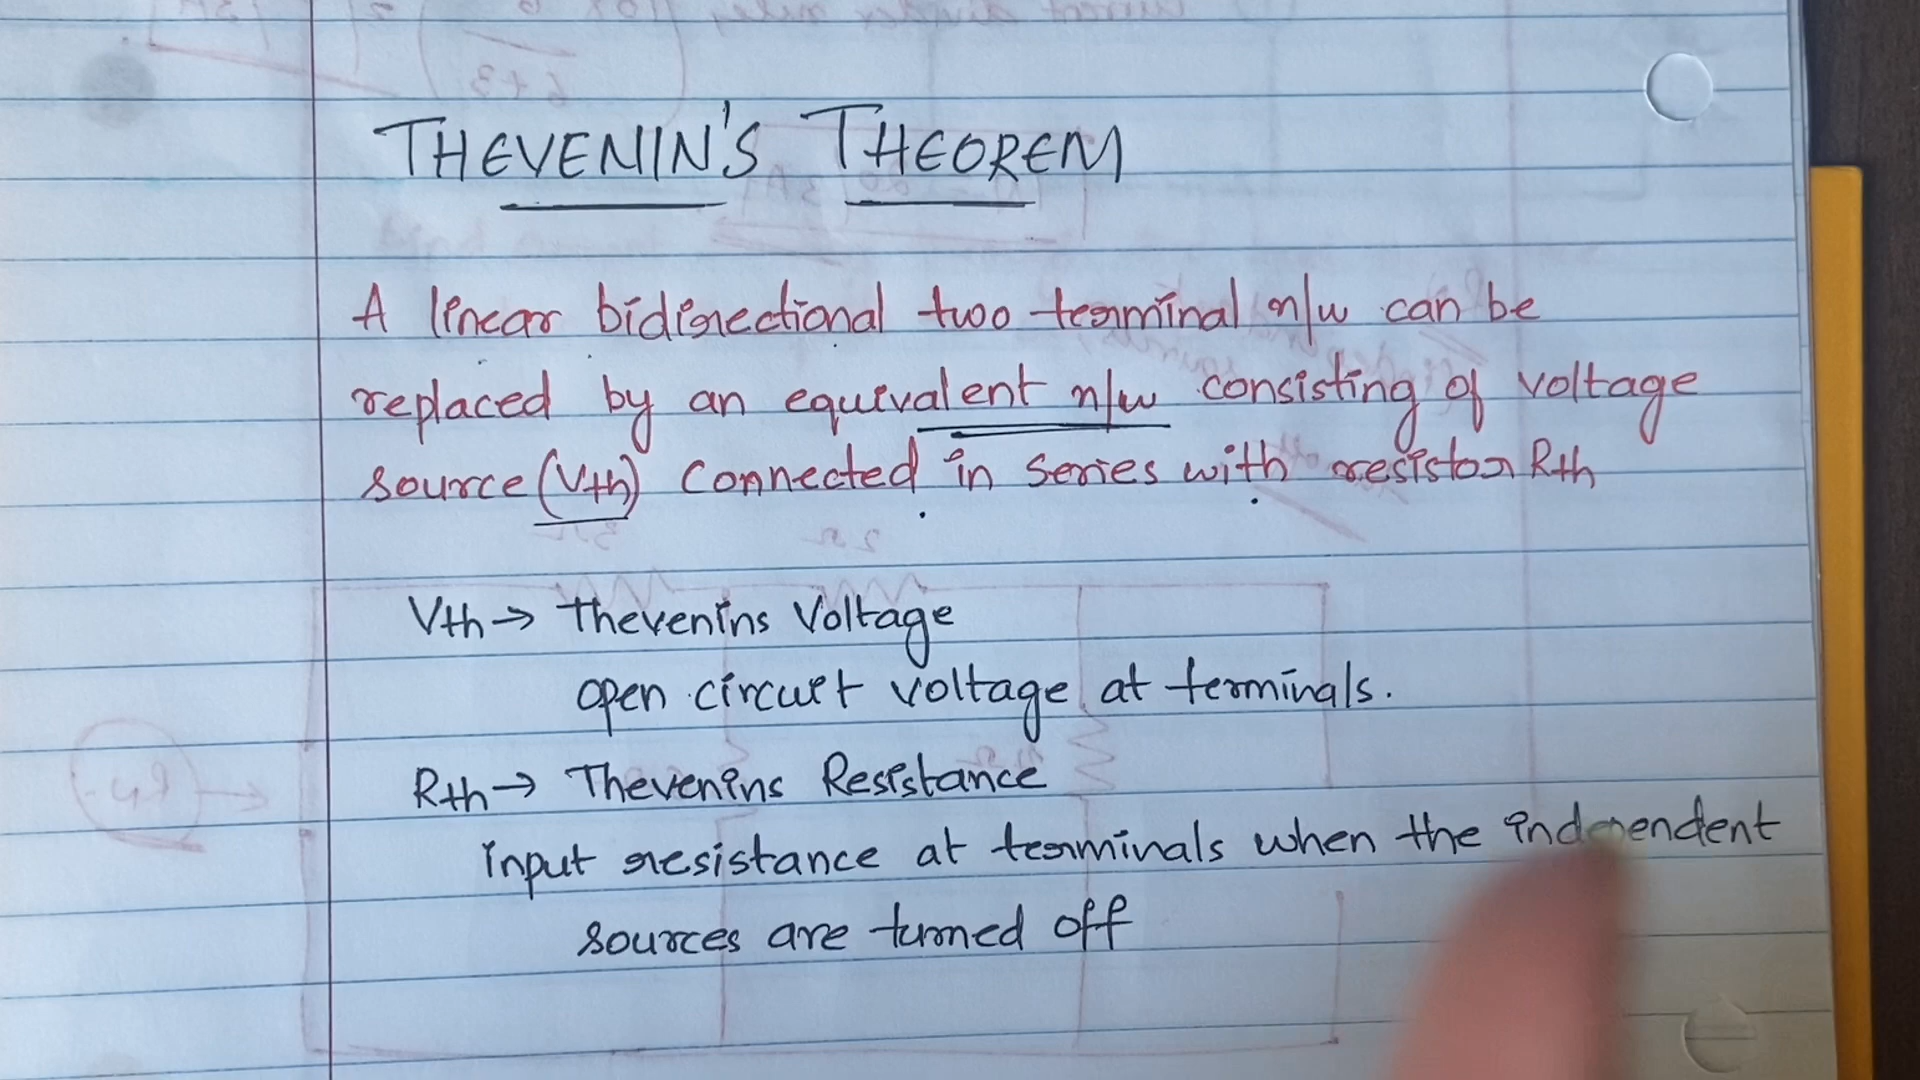 THEVENIN'S THEOREM
A linear bidirectional two terminal n/w can be
replaced by an equivalent n/w consisting of voltage
source (Vth) connected in series with resistor Rth
Vth → Thevenins Voltage
open circuit voltage at terminals.
Rth → Thevenins Resistance
input resistance at terminals when the independent
sources are turned off